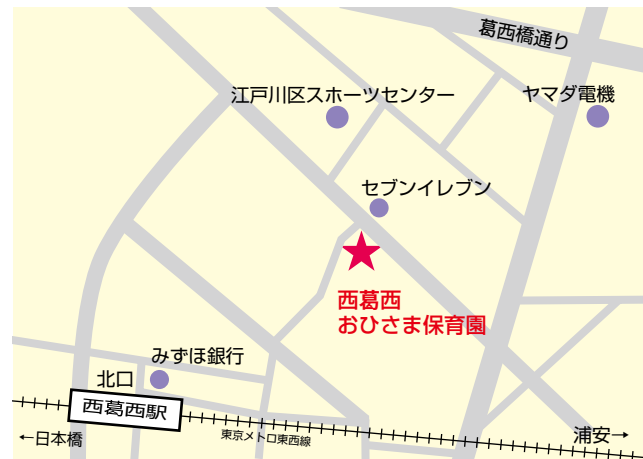 葛西橋通り
江戸川区スポーツセンター
ヤマダ電機
セブンイレブン
西葛西
おひさま保育園
みずほ銀行
北口
西葛西駅
東京メトロ東西線
←日本橋
浦安→